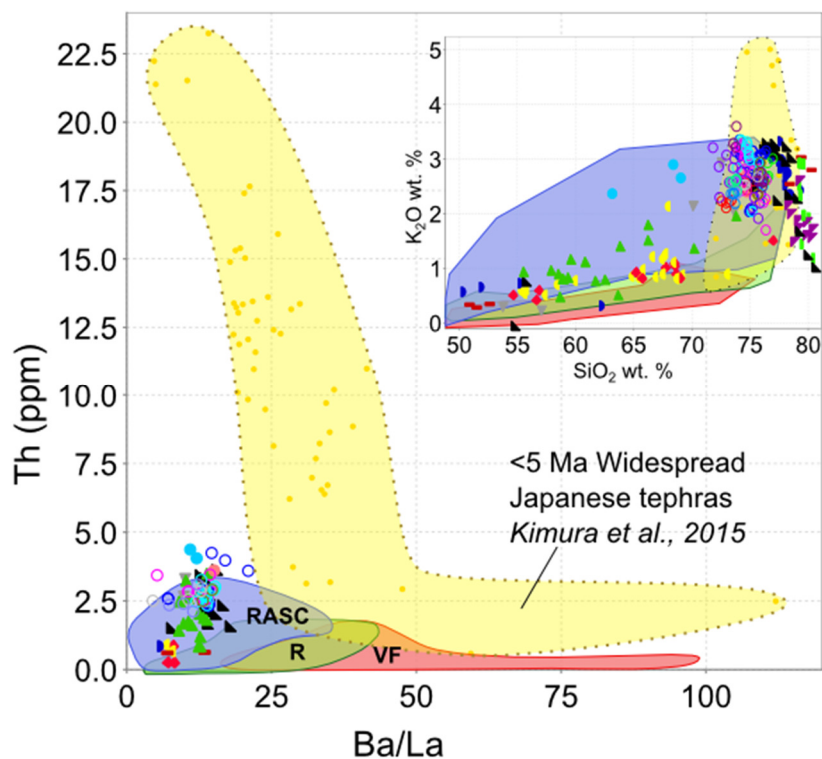 22.5
20.0
17.5
15.0
12.5
10.0
7.5
5.0
2.5
0.0
Th (ppm)
0 25 50 75 100
Ba/La
5
4
3
2
1
0
K₂O wt. %
50 55 60 65 70 75 80
SiO₂ wt. %
<5 Ma Widespread
Japanese tephras
Kimura et al., 2015
RASC
R
VF